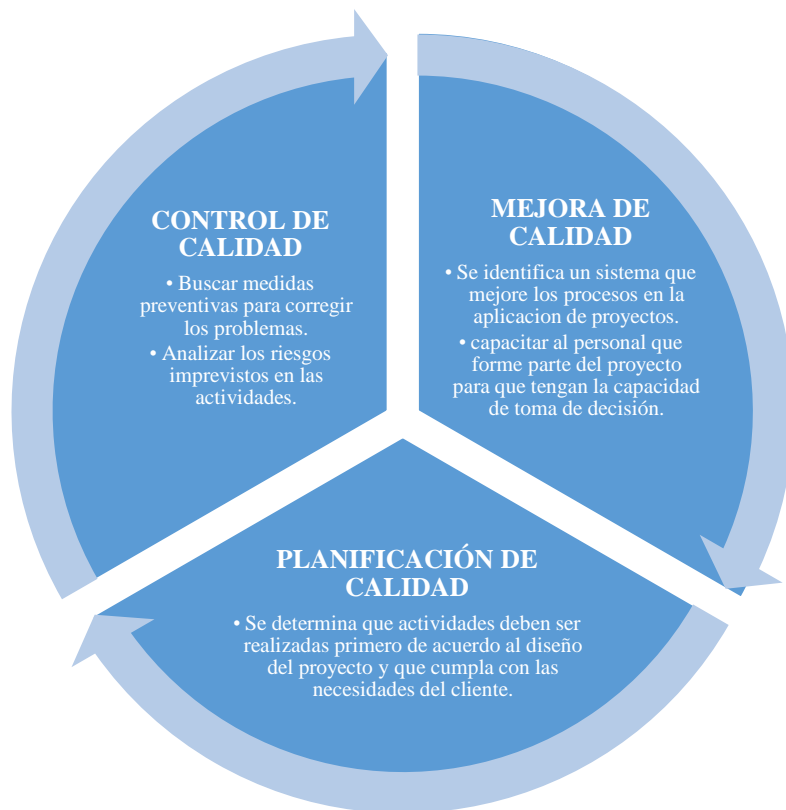 CONTROL DE
CALIDAD
• Buscar medidas
preventivas para corregir
los problemas.
• Analizar los riesgos
imprevistos en las
actividades.
MEJORA DE
CALIDAD
• Se identifica un sistema que
mejore los procesos en la
aplicacion de proyectos.
• capacitar al personal que
forme parte del proyecto
para que tengan la capacidad
de toma de decisión.
PLANIFICACIÓN DE
CALIDAD
• Se determina que actividades deben ser
realizadas primero de acuerdo al diseño
del proyecto y que cumpla con las
necesidades del cliente.